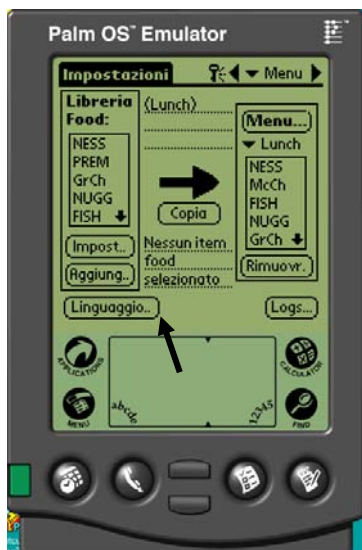 Palm OS™ Emulator
Impostazioni
Menu
Libreria
Food:
NESS
PREM
GrCh
NUGG
FISH
Impost..
Aggiung..
(Lunch)
Copia
Nessun item
food
selezionato
Menu...
Lunch
NESS
McCh
FISH
NUGG
GrCh
Rimuovr.
Linguaggio..
Logs...
APPLICATIONS
CALCULATOR
MENU
abcde
12345
FIND